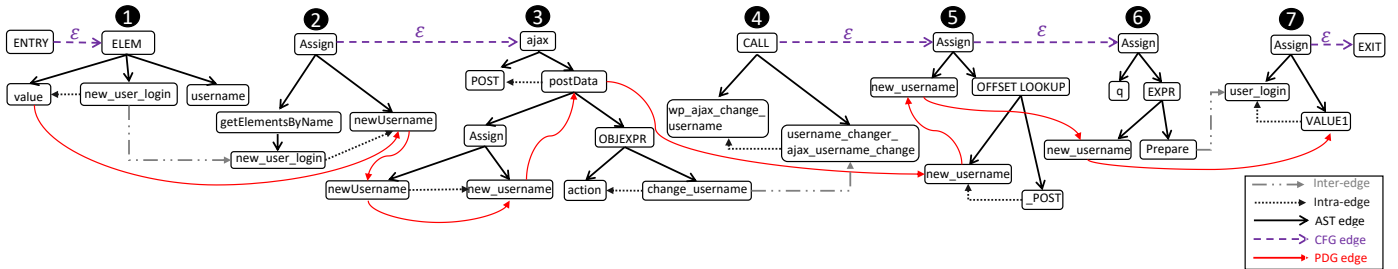 1
2
3
4
5
6
7
ENTRY
ε
ELEM
Assign
ε
ajax
CALL
ε
Assign
ε
Assign
Assign
ε
EXIT
value
new_user_login
username
getElementsByName
newUsername
new_user_login
POST
postData
Assign
OBJEXPR
newUsername
new_username
action
change_username
wp_ajax_change_
username
username_changer_
ajax_username_change
new_username
OFFSET LOOKUP
new_username
_POST
q
EXPR
new_username
Prepare
user_login
VALUE1
Inter-edge
Intra-edge
AST edge
CFG edge
PDG edge